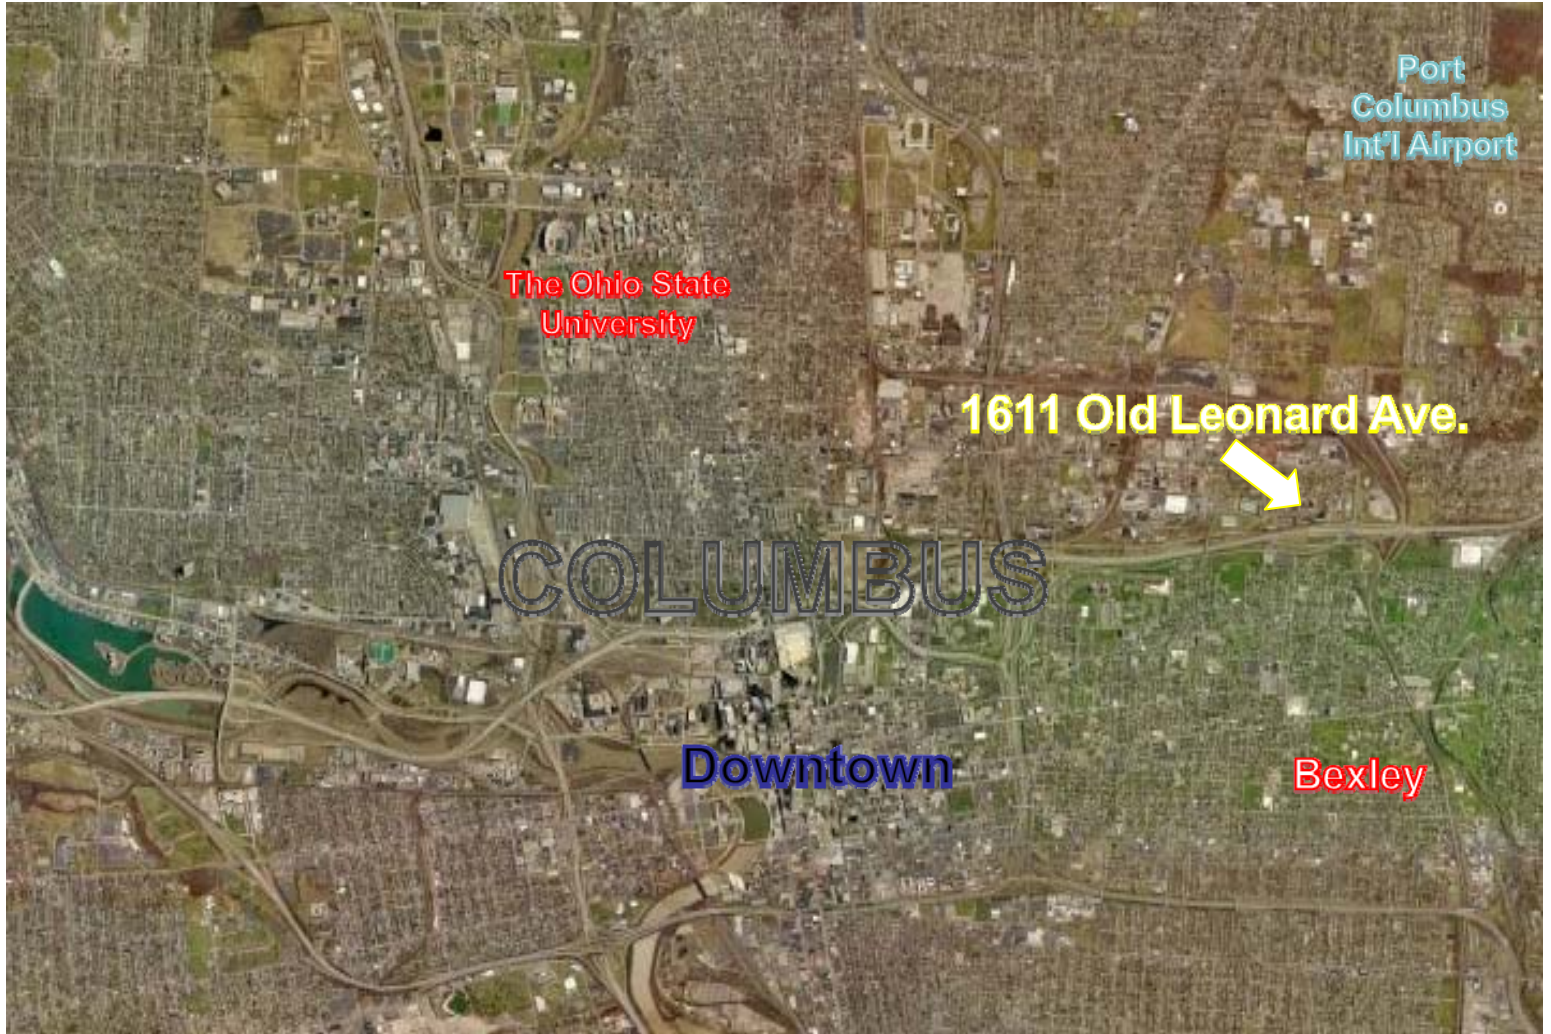 Port
Columbus
Int'l Airport
The Ohio State
University
1611 Old Leonard Ave.
COLUMBUS
Downtown
Bexley